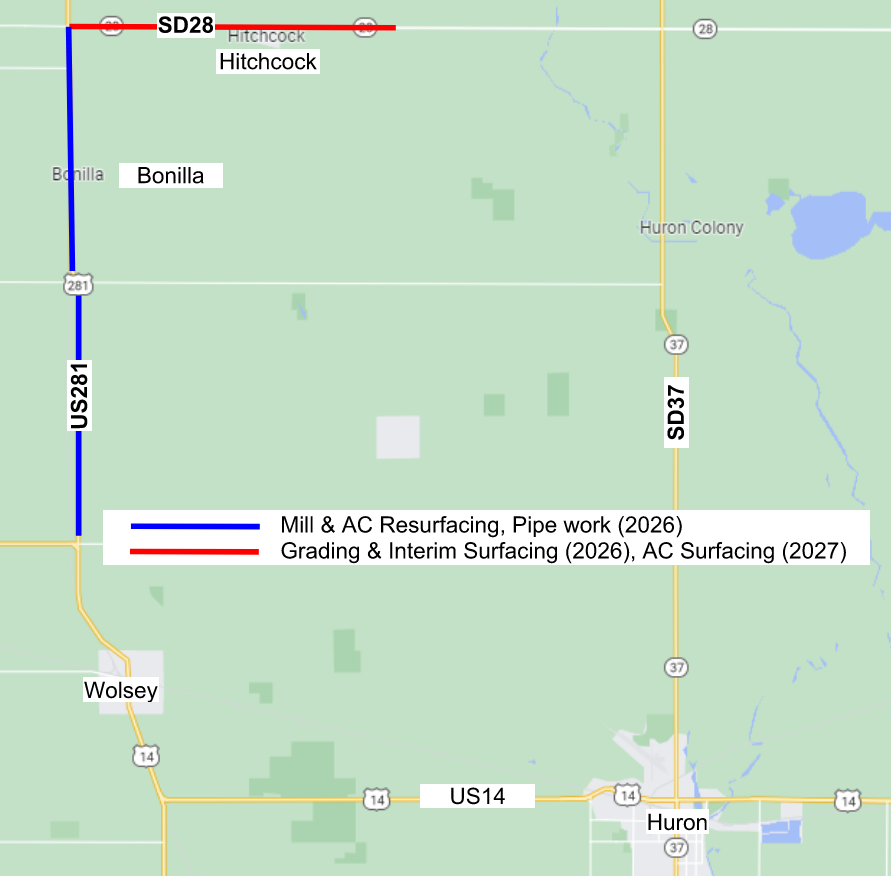 28
SD28
28
28
Hitchcock
Hitchcock
Bonilla
Bonilla
Huron Colony
281
37
US281
SD37
Mill & AC Resurfacing, Pipe work (2026)
Grading & Interim Surfacing (2026), AC Surfacing (2027)
37
Wolsey
14
14
US14
14
14
Huron
37